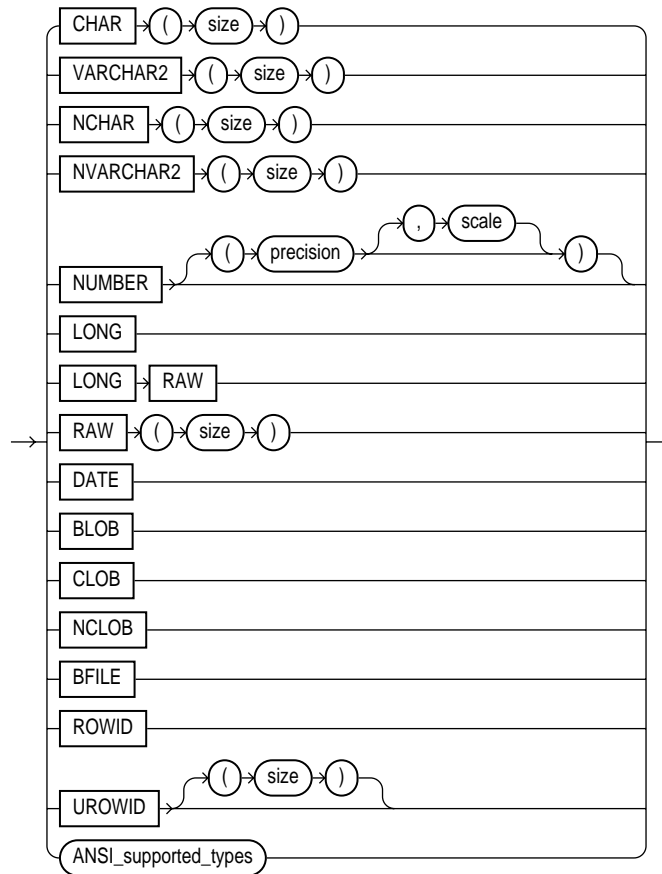 CHAR ( size )
VARCHAR2 ( size )
NCHAR ( size )
NVARCHAR2 ( size )
, scale
( precision )
NUMBER
LONG
LONG RAW
RAW ( size )
DATE
BLOB
CLOB
NCLOB
BFILE
ROWID
( size )
UROWID
ANSI_supported_types